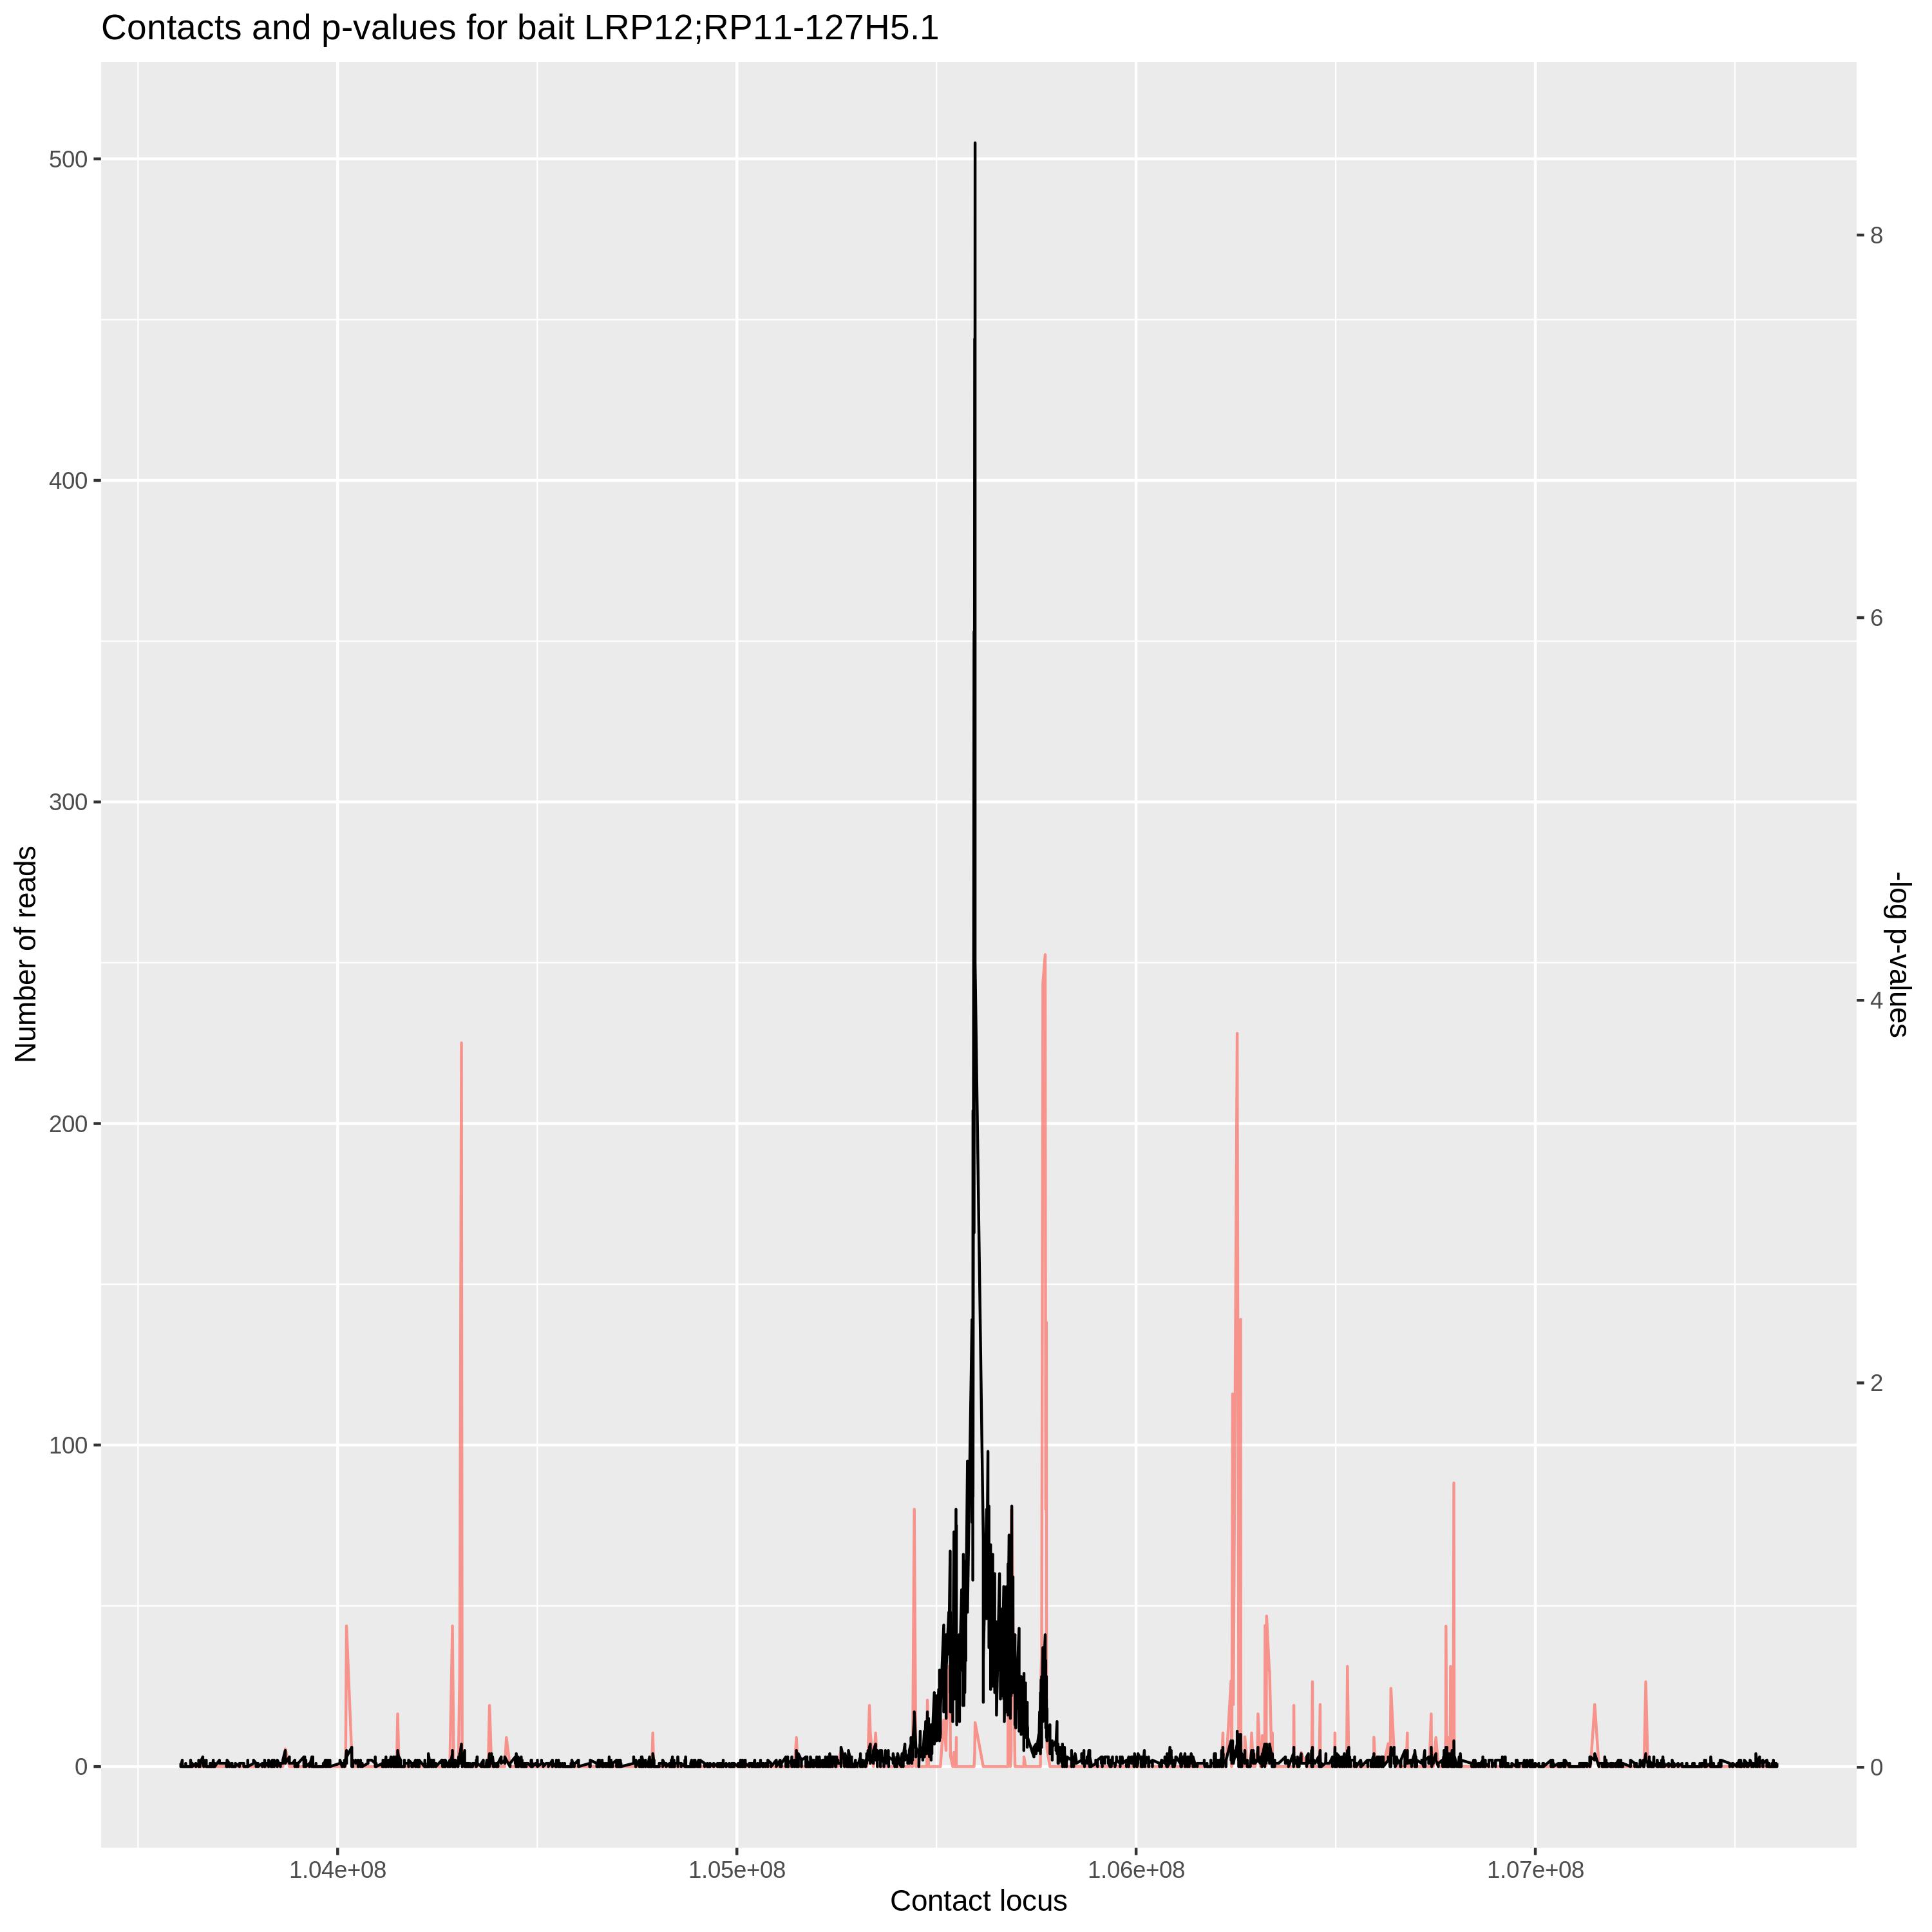 Contacts and p-values for bait LRP12;RP11-127H5.1
500
400
300
200
100
0
Number of reads
8
6
4
2
0
-log p-values
1.04e+08
1.05e+08
1.06e+08
1.07e+08
Contact locus